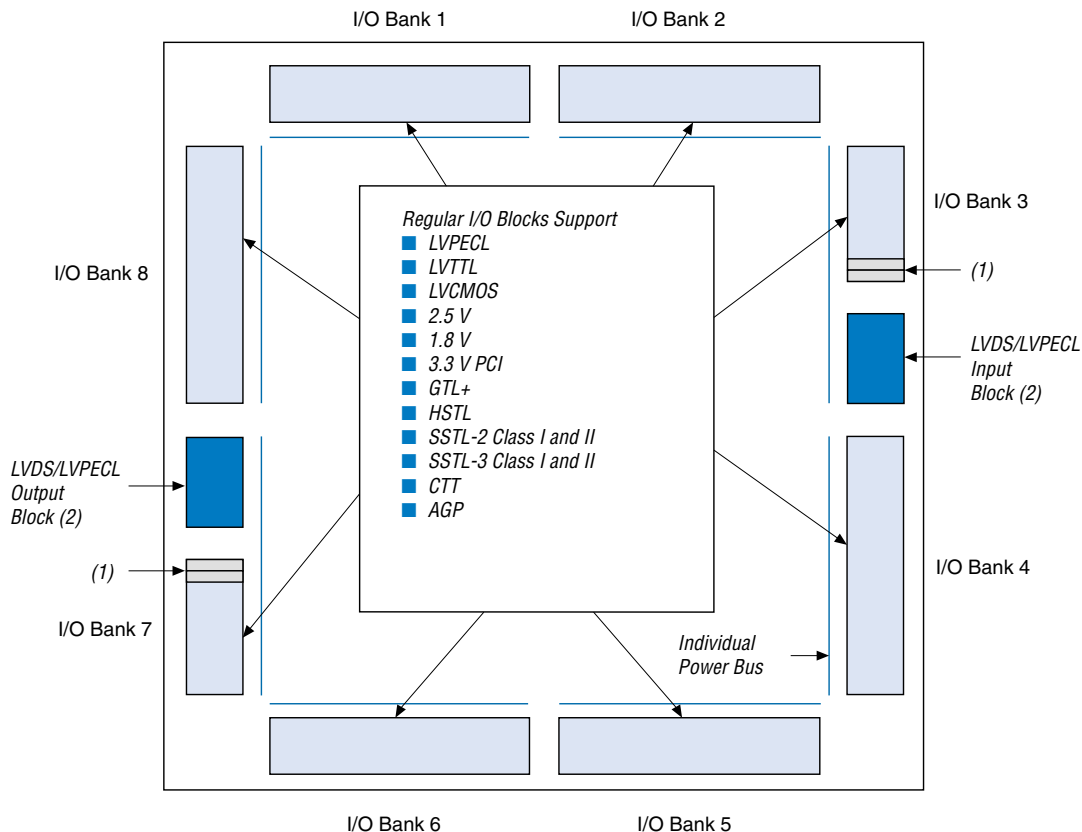 I/O Bank 1
I/O Bank 2
I/O Bank 3
(1)
LVDS/LVPECL
Input
Block (2)
I/O Bank 8
Regular I/O Blocks Support
LVPECL
LVTTL
LVCMOS
2.5 V
1.8 V
3.3 V PCI
GTL+
HSTL
SSTL-2 Class I and II
SSTL-3 Class I and II
CTT
AGP
LVDS/LVPECL
Output
Block (2)
(1)
I/O Bank 7
I/O Bank 4
Individual
Power Bus
I/O Bank 6
I/O Bank 5